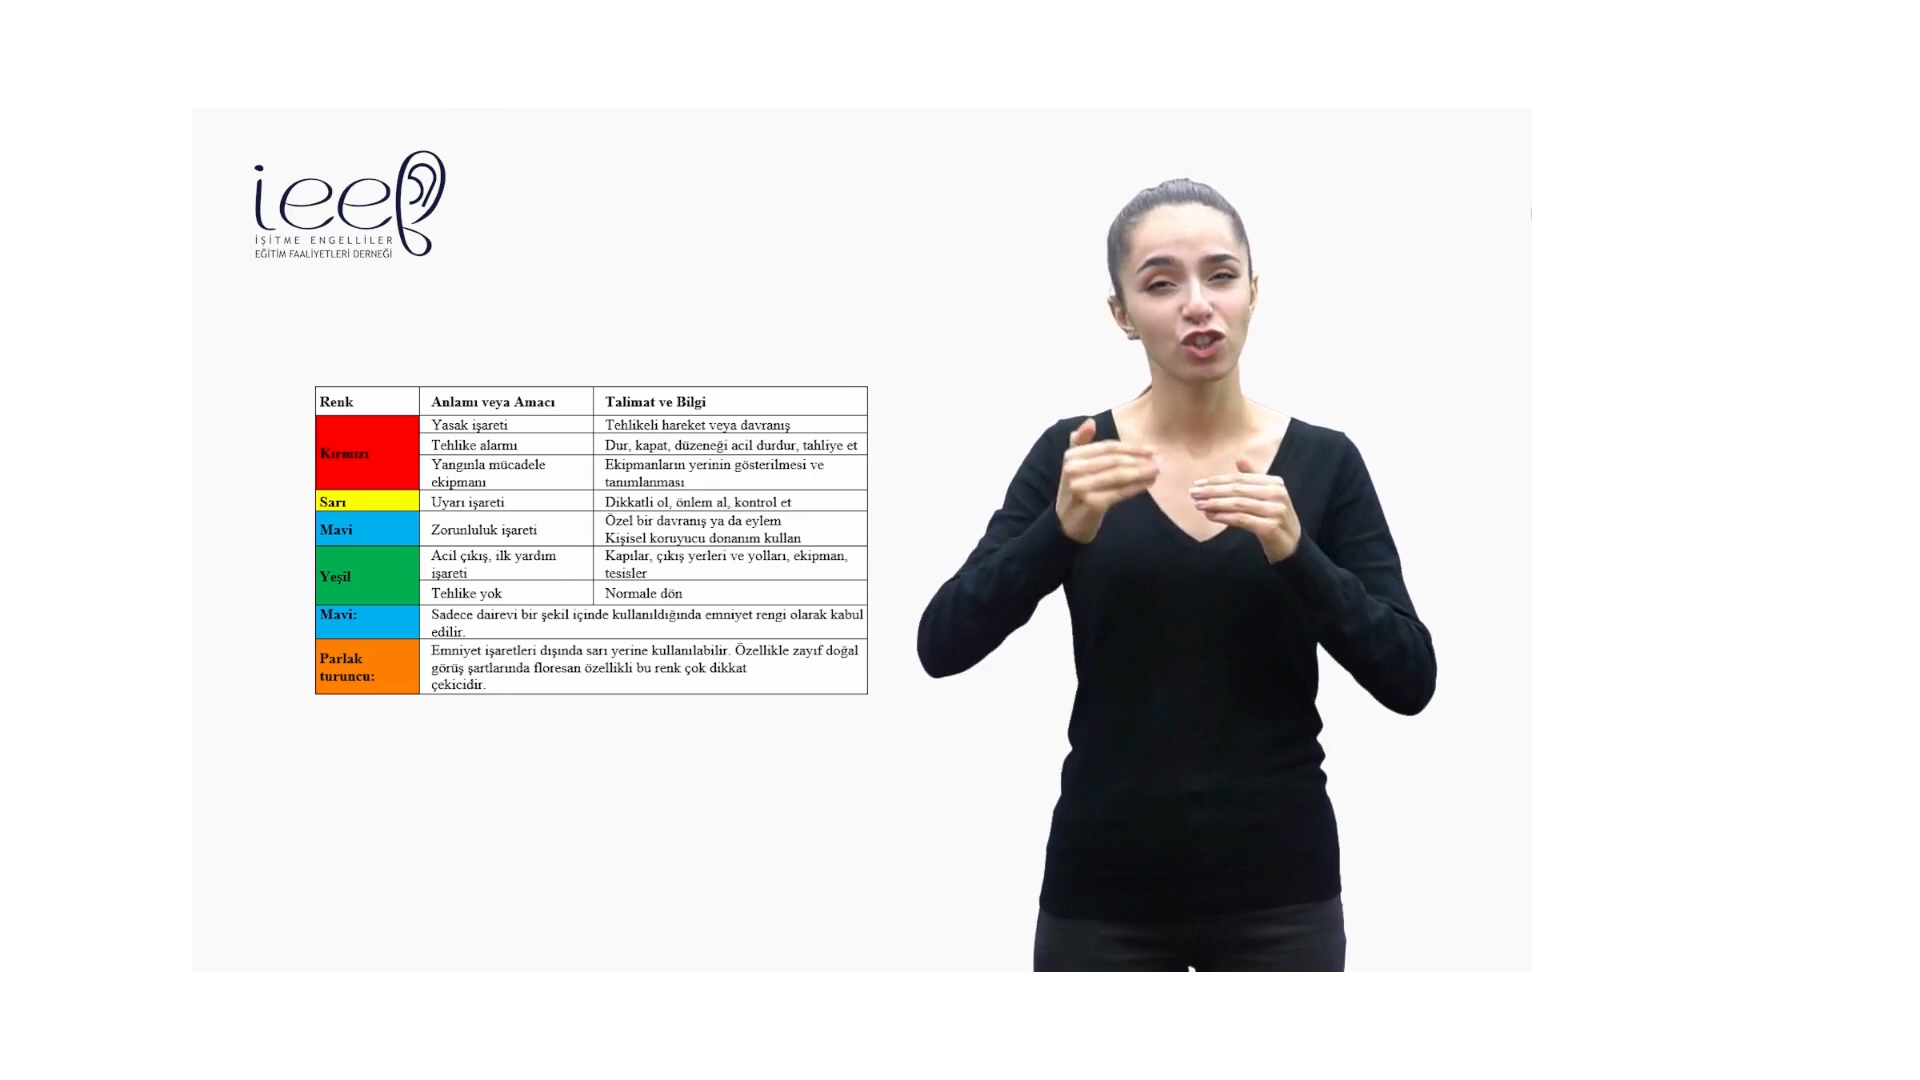 ieef
İŞİTME ENGELLİLER
EĞİTİM FAALİYETLERİ DERNEĞİ
Renk
Anlamı veya Amacı
Talimat ve Bilgi
Kırmızı
Yasak işareti
Tehlikeli hareket veya davranış
Tehlike alarmı
Dur, kapat, düzeneği acil durdur, tahliye et
Yangınla mücadele
ekipmanı
Ekipmanların yerinin gösterilmesi ve
tanımlanması
Sarı
Uyarı işareti
Dikkatli ol, önlem al, kontrol et
Mavi
Zorunluluk işareti
Özel bir davranış ya da eylem
Kişisel koruyucu donanım kullan
Yeşil
Acil çıkış, ilk yardım
işareti
Kapılar, çıkış yerleri ve yolları, ekipman,
tesisler
Tehlike yok
Normale dön
Mavi:
Sadece dairevi bir şekil içinde kullanıldığında emniyet rengi olarak kabul
edilir.
Parlak
turuncu:
Emniyet işaretleri dışında sarı yerine kullanılabilir. Özellikle zayıf doğal
görüş şartlarında floresan özellikli bu renk çok dikkat
çekicidir.